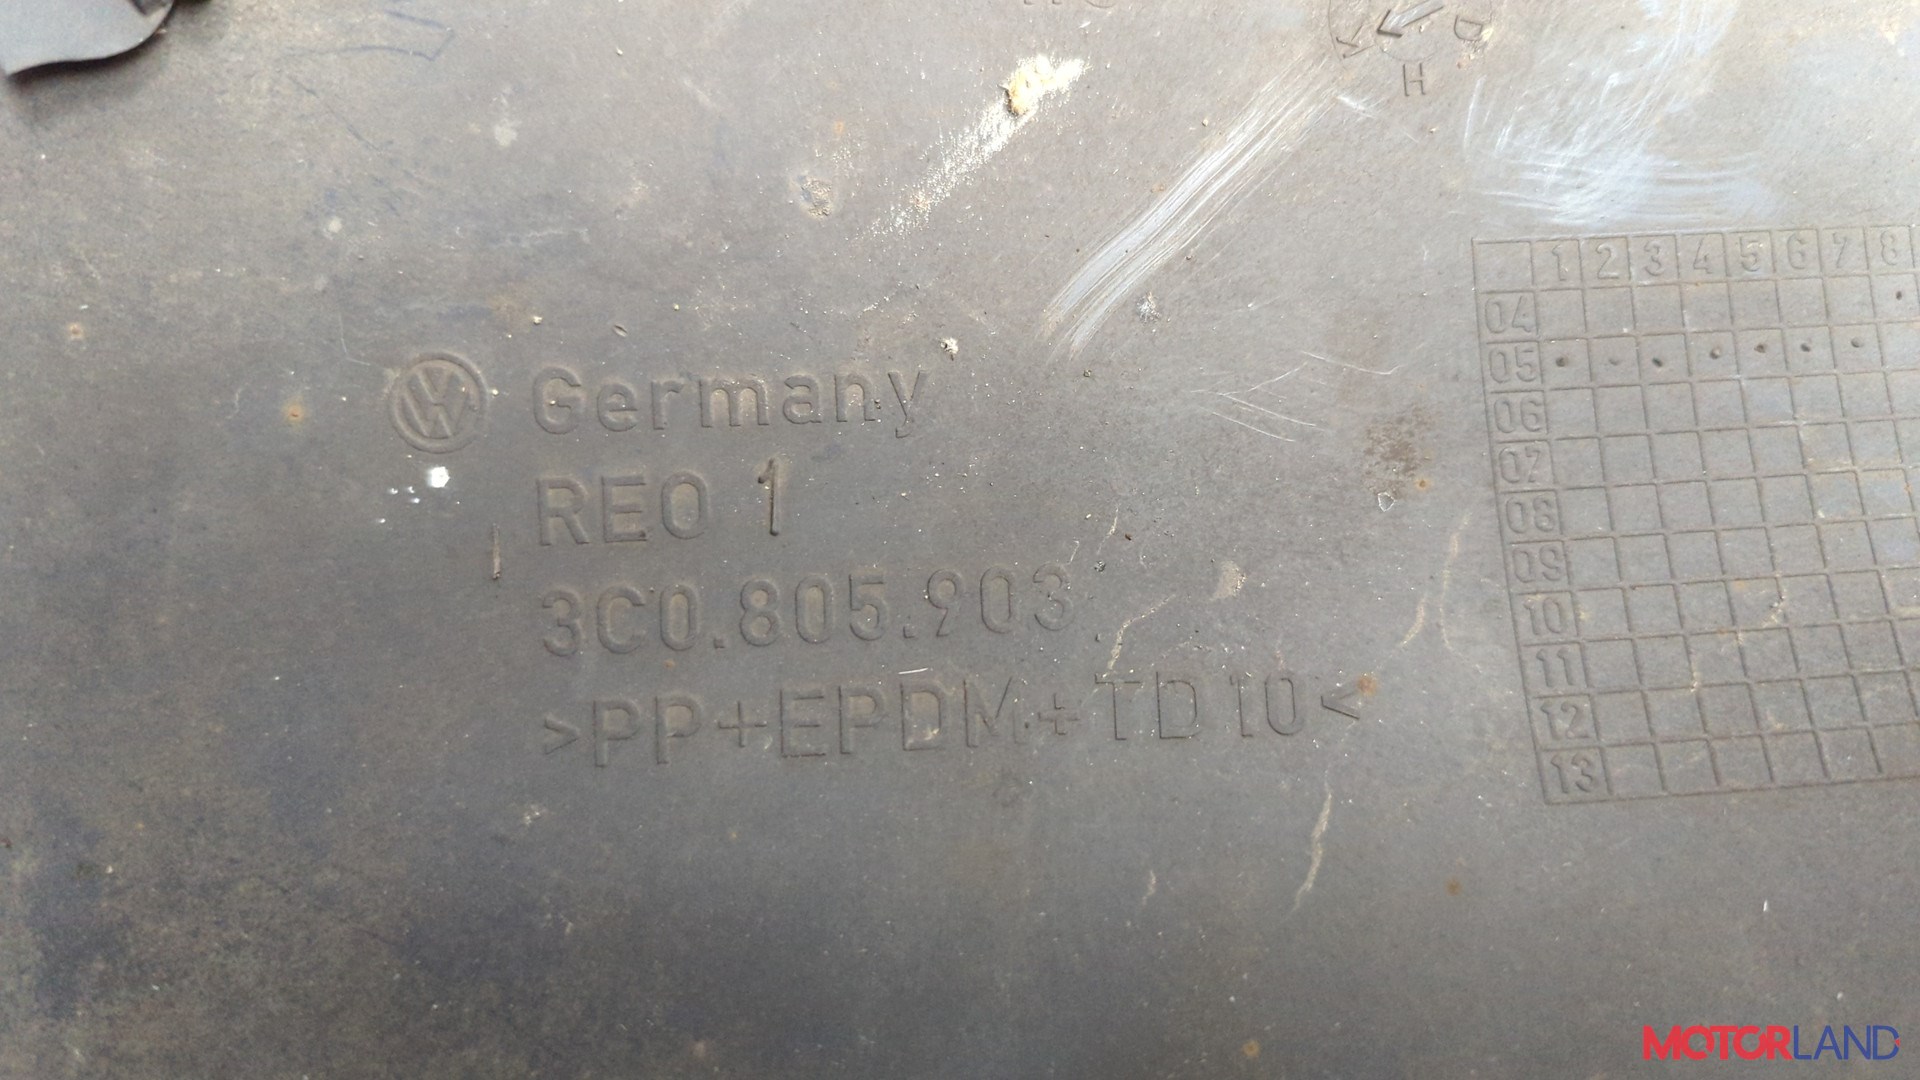 D
K
H
Germany
REO 1
3C0.805.903
>PP+EPDM+TD10<
1 2 3 4 5 6 7 8
04
05
06
07
08
09
10
11
12
13
MOTORLAND